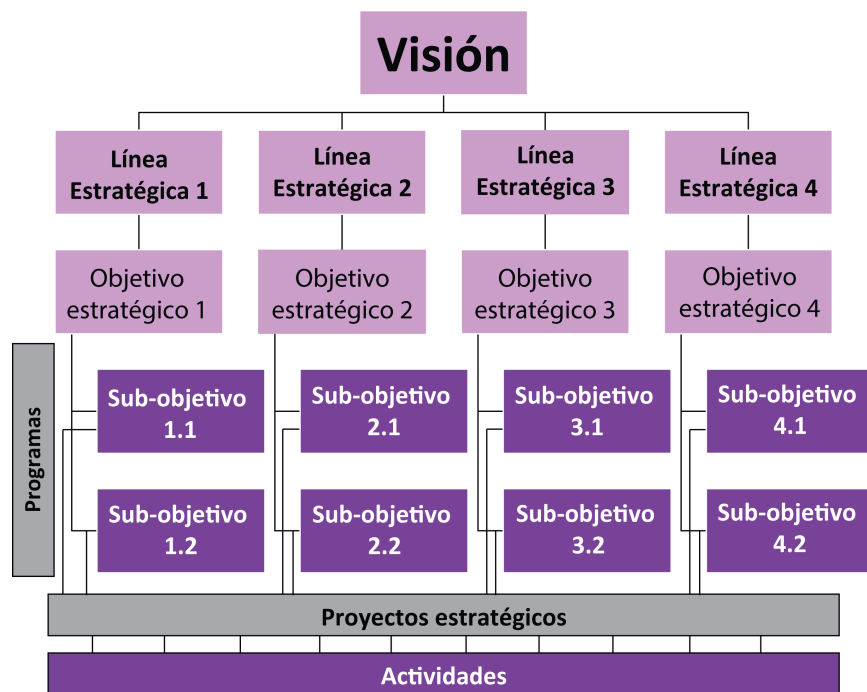 Visión
Línea
Estratégica 1
Línea
Estratégica 2
Línea
Estratégica 3
Línea
Estratégica 4
Objetivo
estratégico 1
Objetivo
estratégico 2
Objetivo
estratégico 3
Objetivo
estratégico 4
Programas
Sub-objetivo
1.1
Sub-objetivo
2.1
Sub-objetivo
3.1
Sub-objetivo
4.1
Sub-objetivo
1.2
Sub-objetivo
2.2
Sub-objetivo
3.2
Sub-objetivo
4.2
Proyectos estratégicos
Actividades